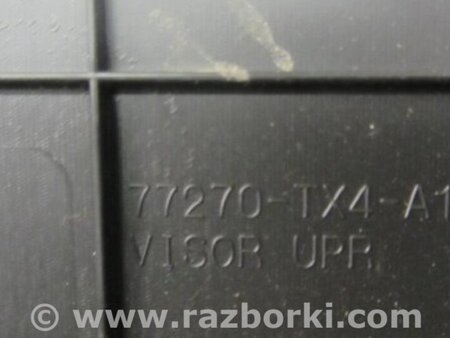 77270-TX4-A1
VISOR UPR
© www.razborki.com